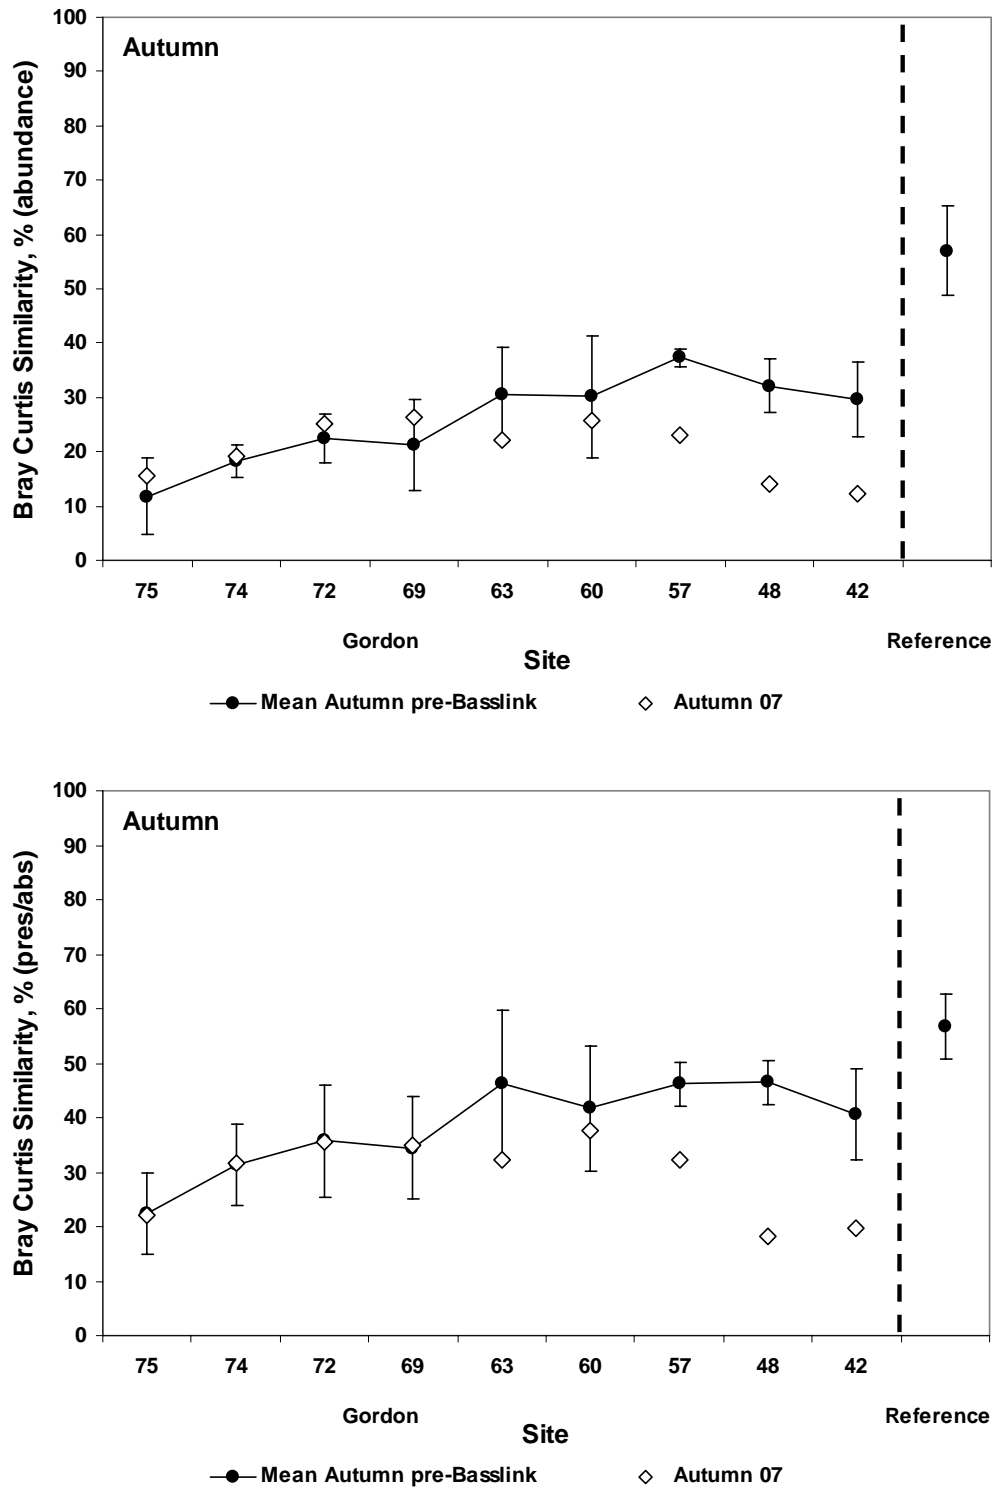 Autumn
Bray Curtis Similarity, % (abundance)
100
90
80
70
60
50
40
30
20
10
0
75 74 72 69 63 60 57 48 42
Gordon Reference
Site
Mean Autumn pre-Basslink Autumn 07
Autumn
Bray Curtis Similarity, % (pres/abs)
100
90
80
70
60
50
40
30
20
10
0
75 74 72 69 63 60 57 48 42
Gordon Reference
Site
Mean Autumn pre-Basslink Autumn 07